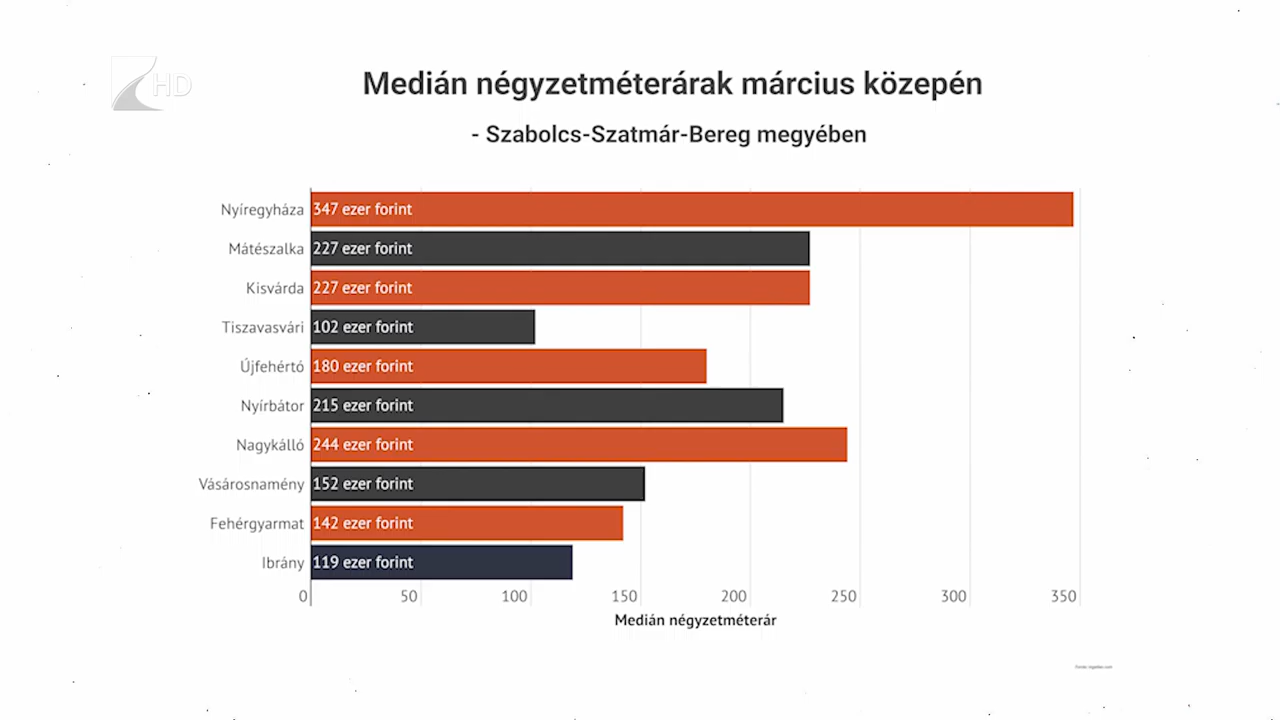 HD
Medián négyzetméterárak március közepén
- Szabolcs-Szatmár-Bereg megyében
Nyíregyháza 347 ezer forint
Mátészalka 227 ezer forint
Kisvárda 227 ezer forint
Tiszavasvári 102 ezer forint
Újfehértó 180 ezer forint
Nyírbátor 215 ezer forint
Nagykálló 244 ezer forint
Vásárosnamény 152 ezer forint
Fehérgyarmat 142 ezer forint
Ibrány 119 ezer forint
0 50 100 150 200 250 300 350
Medián négyzetméterár